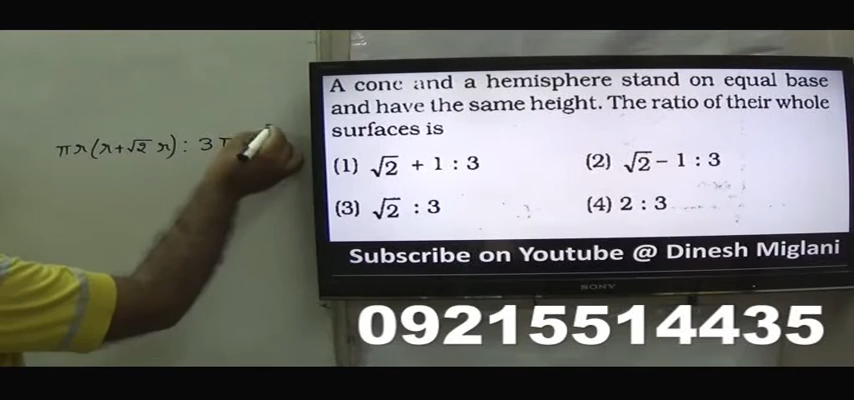 πr(r+√2 r) : 3π
A cone and a hemisphere stand on equal base
and have the same height. The ratio of their whole
surfaces is
(1) √2 + 1 : 3
(2) √2 – 1 : 3
(3) √2 : 3
(4) 2 : 3
Subscribe on Youtube @ Dinesh Miglani
SONY
09215514435